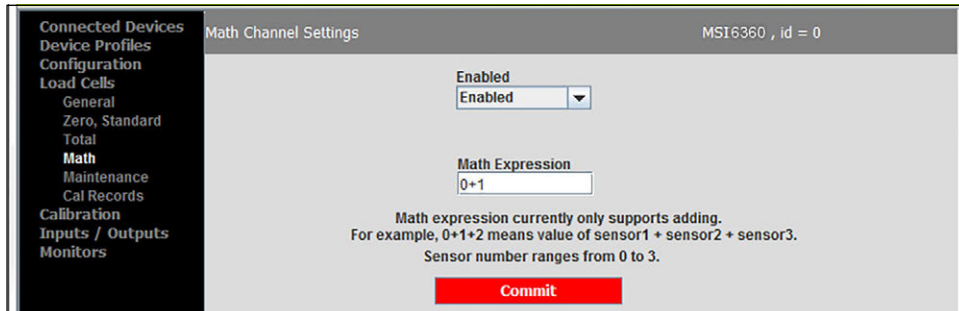 Connected Devices
Device Profiles
Configuration
Load Cells
General
Zero, Standard
Total
Math
Maintenance
Cal Records
Calibration
Inputs / Outputs
Monitors
Math Channel Settings
MSI6360 , id = 0
Enabled
Enabled
Math Expression
0+1
Math expression currently only supports adding.
For example, 0+1+2 means value of sensor1 + sensor2 + sensor3.
Sensor number ranges from 0 to 3.
Commit